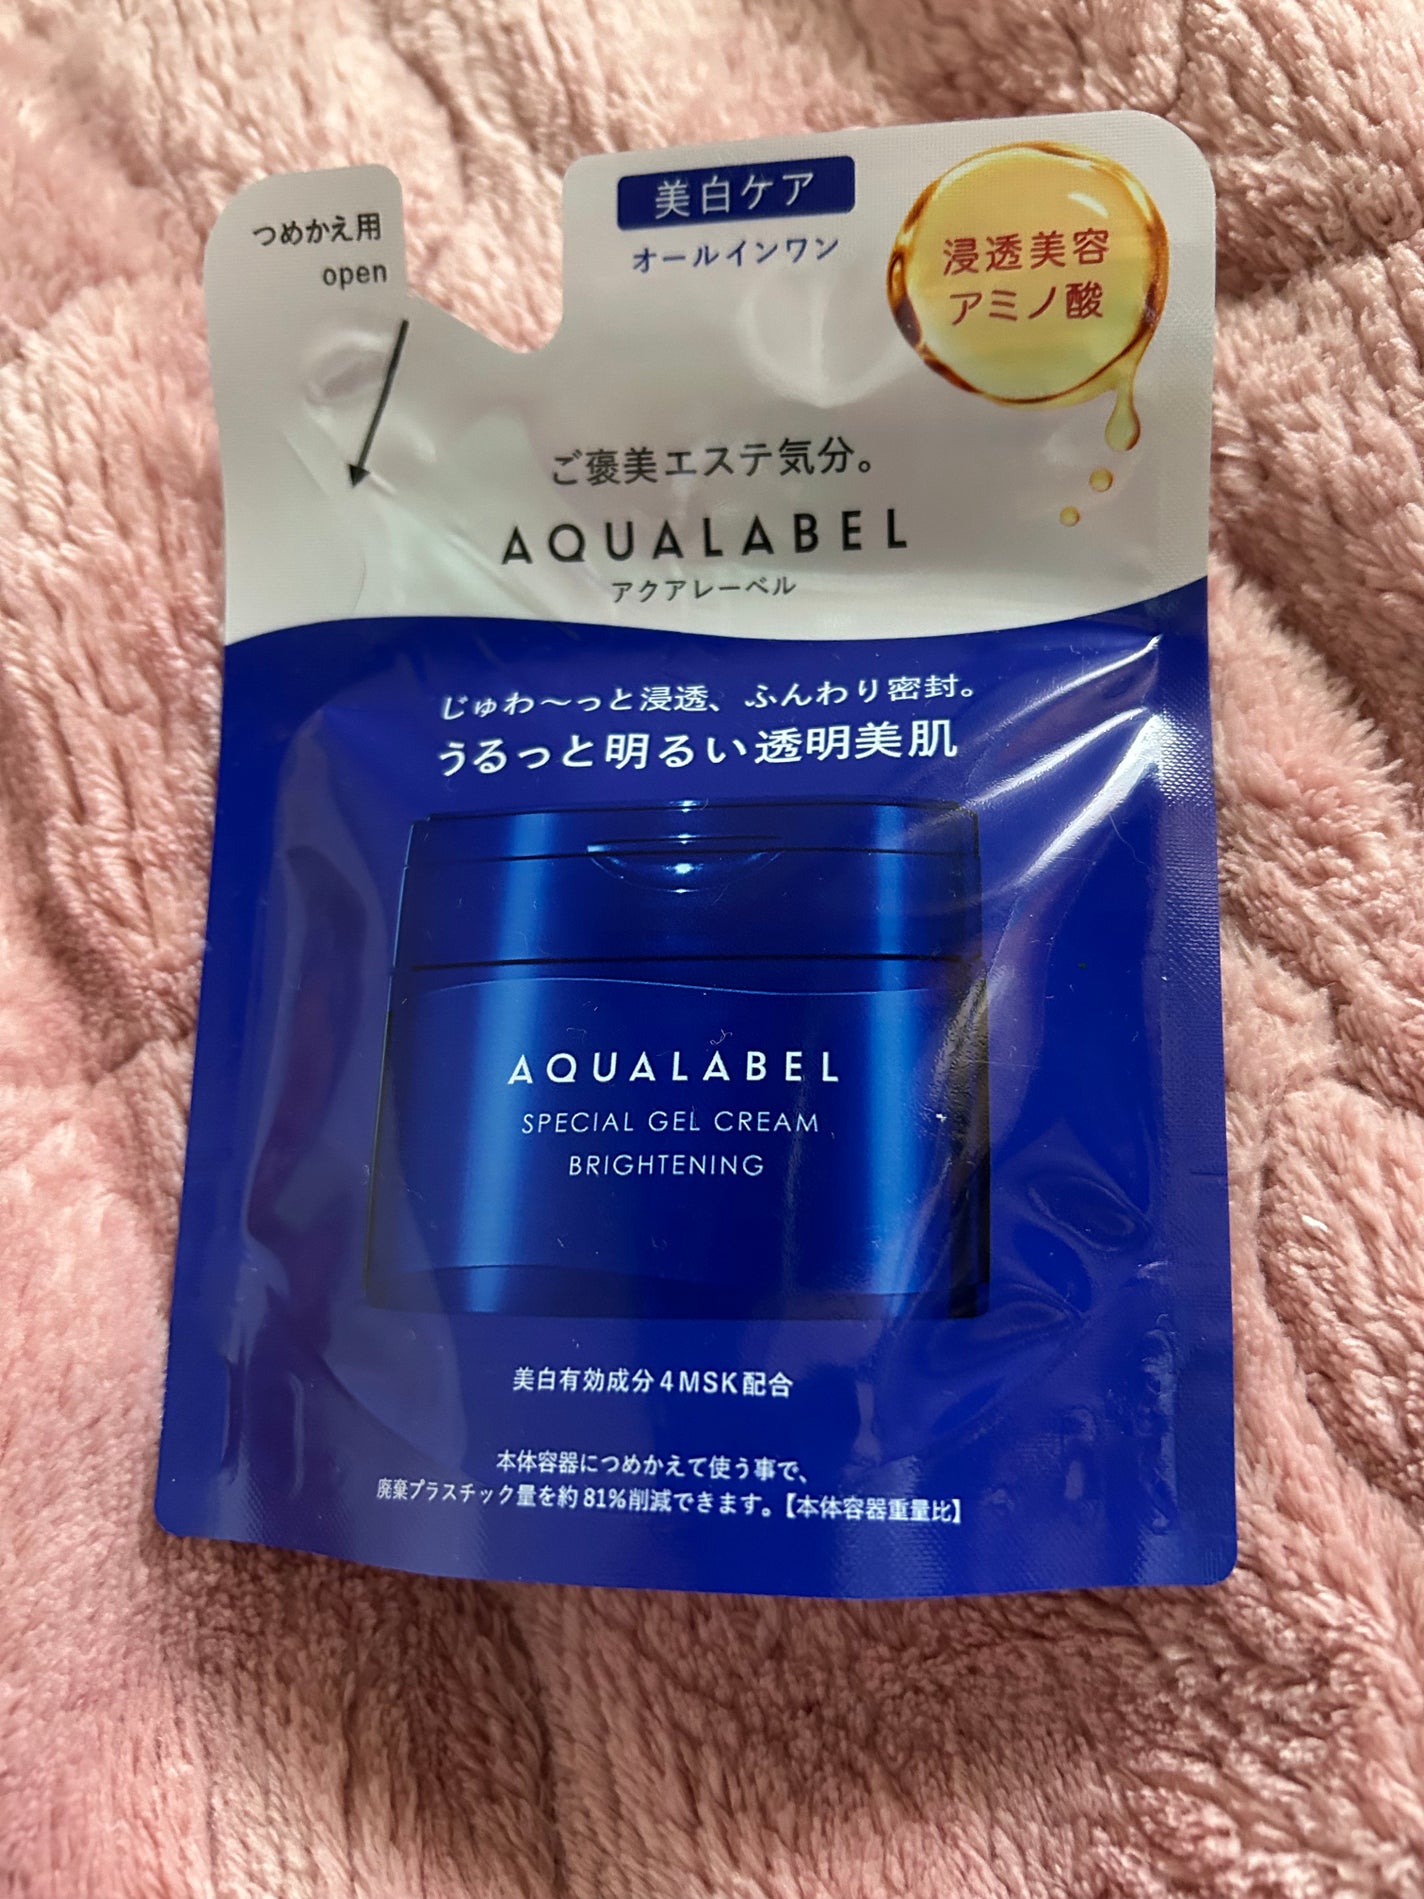 つめかえ用
open
美白ケア
オールインワン
浸透美容
アミノ酸
ご褒美エステ気分。
AQUALABEL
アクアレーベル
じゅわ～っと浸透、ふんわり密封。
うるっと明るい透明美肌
AQUALABEL
SPECIAL GEL CREAM
BRIGHTENING
美白有効成分4MSK配合
本体容器につめかえて使う事で、
廃棄プラスチック量を約81%削減できます。【本体容器重量比】